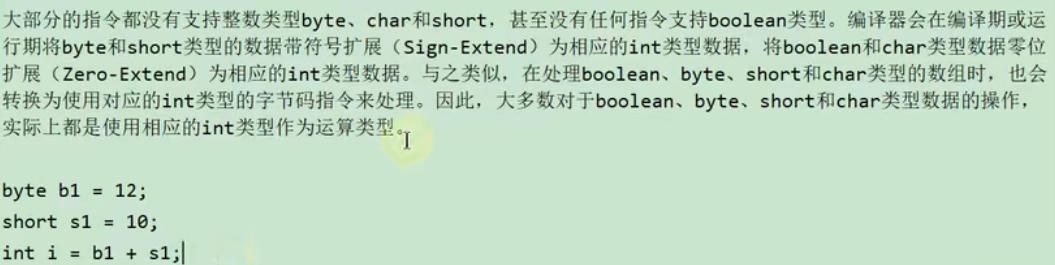 大部分的指令都没有支持整数类型byte、char和short，甚至没有任何指令支持boolean类型。编译器会在编译期或运
行期将byte和short类型的数据带符号扩展（Sign-Extend）为相应的int类型数据，将boolean和char类型数据零位
扩展（Zero-Extend）为相应的int类型数据。与之类似，在处理boolean、byte、short和char类型的数组时，也会
转换为使用对应的int类型的字节码指令来处理。因此，大多数对于boolean、byte、short和char类型数据的操作，
实际上都是使用相应的int类型作为运算类型。
byte b1 = 12;
short s1 = 10;
int i = b1 + s1;